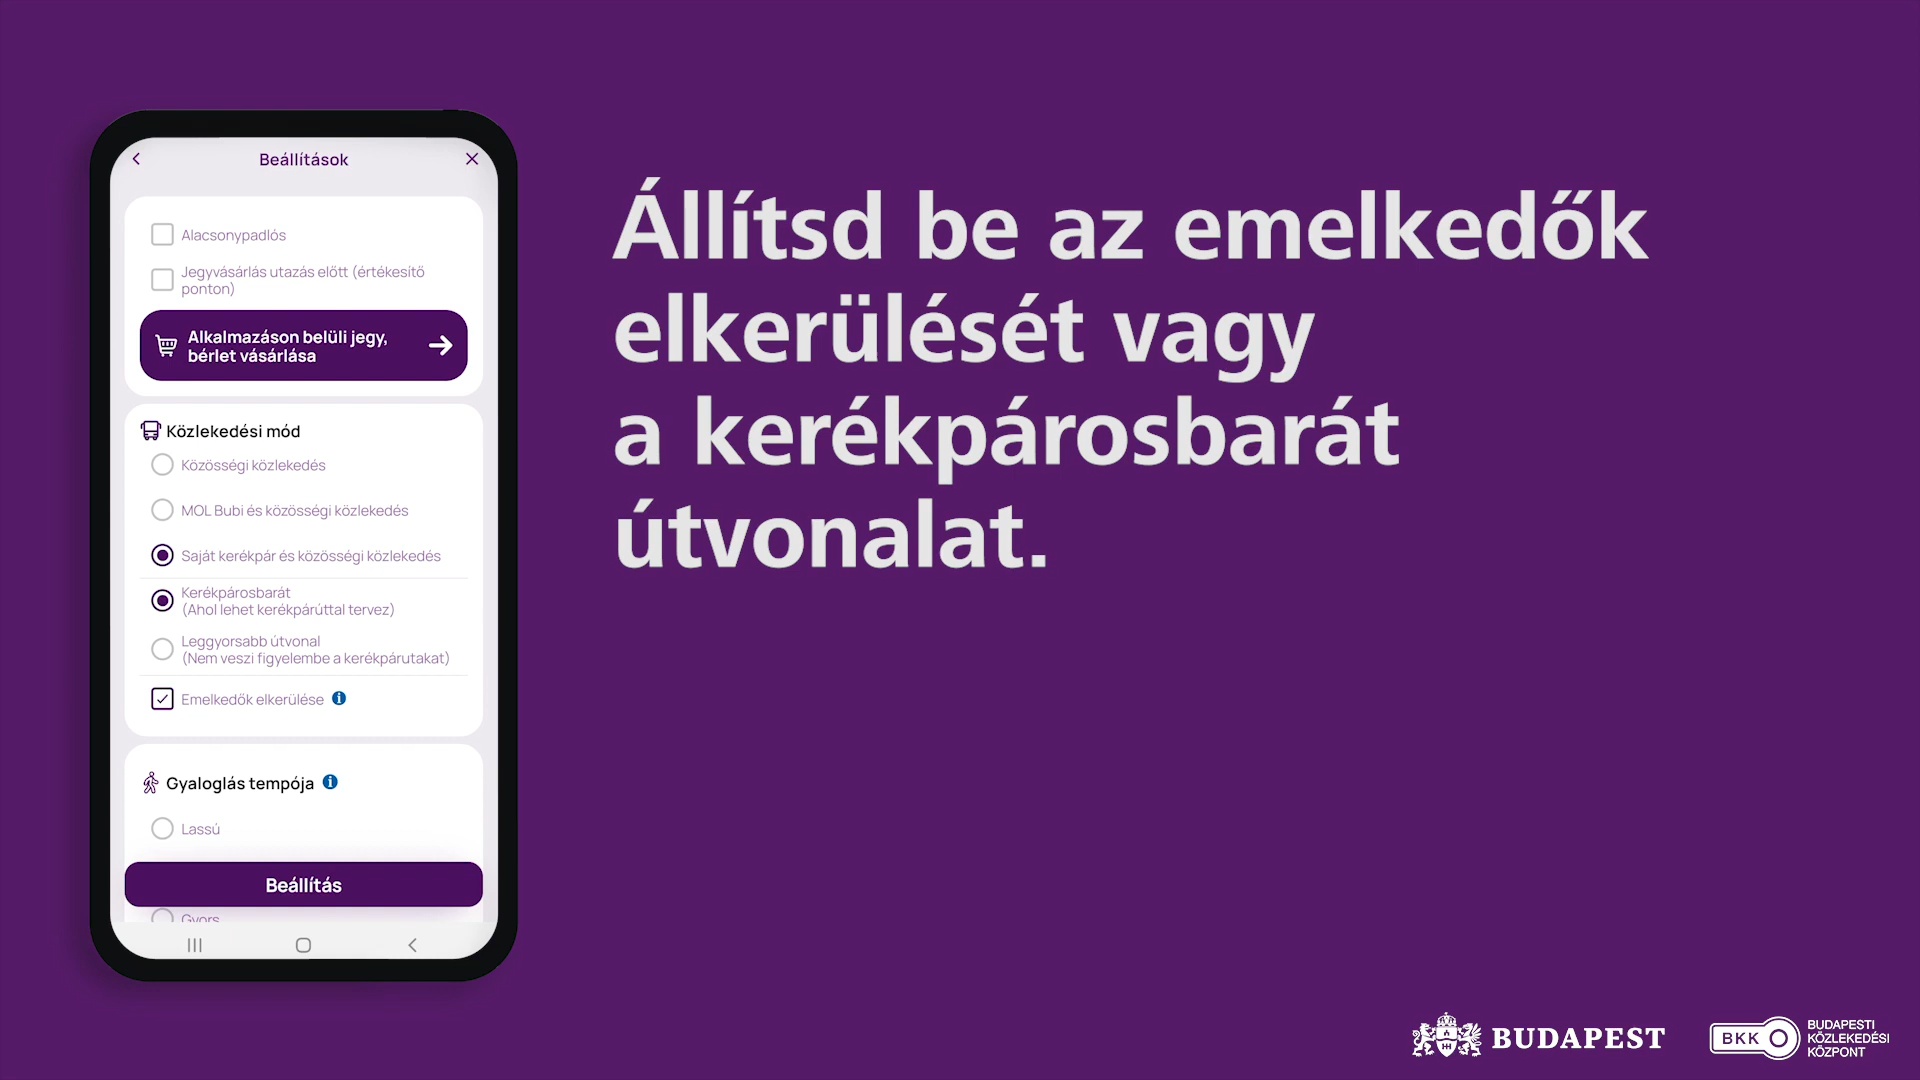 Beállítások
Alacsonypadlós
Jegyvásárlás utazás előtt (értékesítő
ponton)
Alkalmazáson belüli jegy,
bérlet vásárlása
Közlekedési mód
Közösségi közlekedés
MOL Bubi és közösségi közlekedés
Saját kerékpár és közösségi közlekedés
Kerékpárosbarát
(Ahol lehet kerékpárúttal tervez)
Leggyorsabb útvonal
(Nem veszi figyelembe a kerékpárutakat)
Emelkedők elkerülése
Gyaloglás tempója
Lassú
Beállítás
Gyors
Állítsd be az emelkedők
elkerülését vagy
a kerékpárosbarát
útvonalat.
BUDAPEST
BKK
BUDAPESTI
KÖZLEKEDÉSI
KÖZPONT